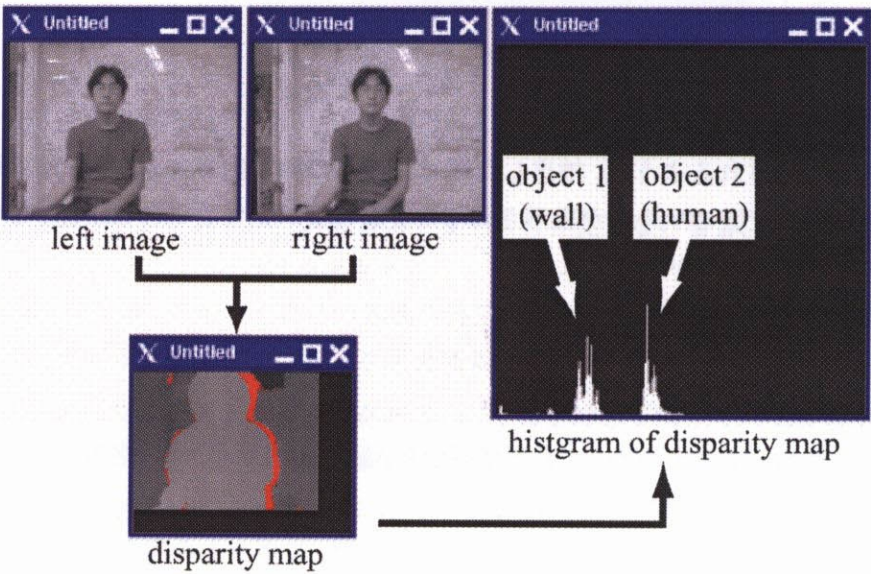 X Untitled
X Untitled
X Untitled
left image
right image
object 1
(wall)
object 2
(human)
X Untitled
histgram of disparity map
disparity map